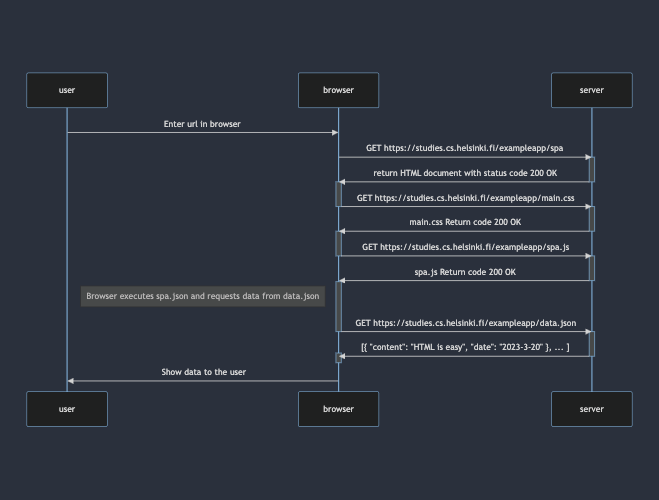 user browser server
Enter url in browser
GET https://studies.cs.helsinki.fi/exampleapp/spa
return HTML document with status code 200 OK
GET https://studies.cs.helsinki.fi/exampleapp/main.css
main.css Return code 200 OK
GET https://studies.cs.helsinki.fi/exampleapp/spa.js
spa.js Return code 200 OK
Browser executes spa.json and requests data from data.json
GET https://studies.cs.helsinki.fi/exampleapp/data.json
[{ "content": "HTML is easy", "date": "2023-3-20" }, ... ]
Show data to the user
user browser server